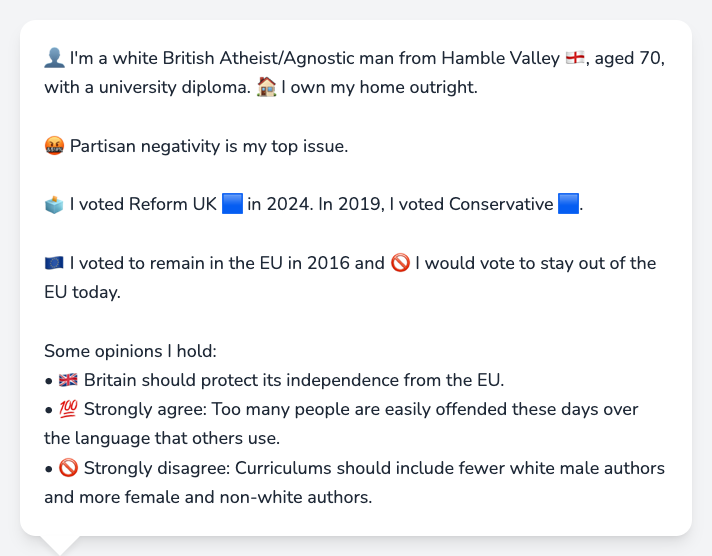 👤 I'm a white British Atheist/Agnostic man from Hamble Valley 🏴󠁧󠁢󠁥󠁮󠁧󠁿, aged 70,
with a university diploma. 🏠 I own my home outright.
🤬 Partisan negativity is my top issue.
🗳️ I voted Reform UK 🟦 in 2024. In 2019, I voted Conservative 🟦.
🇪🇺 I voted to remain in the EU in 2016 and 🚫 I would vote to stay out of the
EU today.
Some opinions I hold:
• 🇬🇧 Britain should protect its independence from the EU.
• 💯 Strongly agree: Too many people are easily offended these days over
the language that others use.
• 🚫 Strongly disagree: Curriculums should include fewer white male authors
and more female and non-white authors.